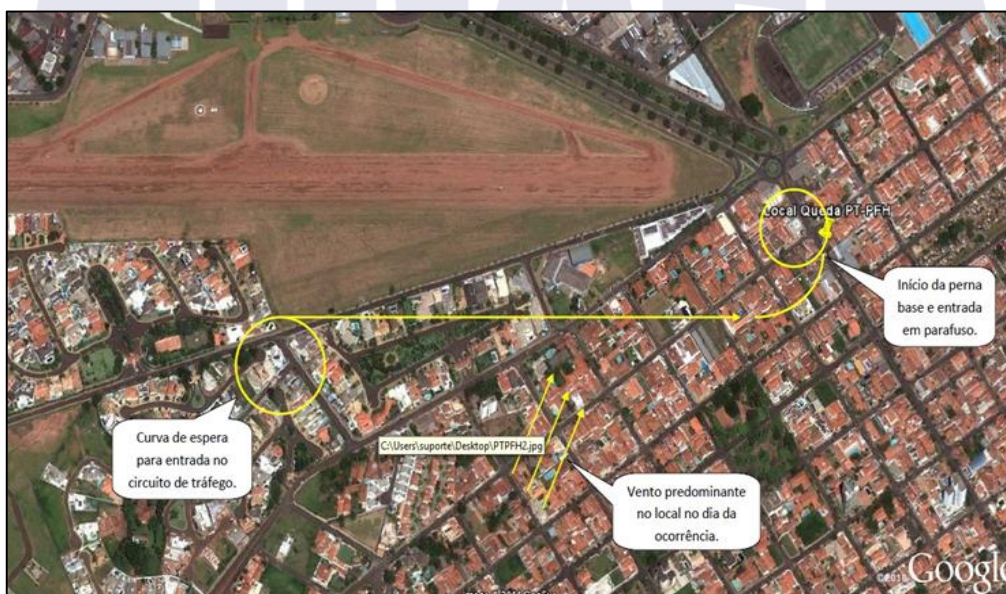 Local Queda PT-PFH
Início da perna
base e entrada
em parafuso.
Curva de espera
para entrada no
circuito de tráfego.
C:\Users\suporte\Desktop\PTPFH2.jpg
Vento predominante
no local no dia da
ocorrência.
Google